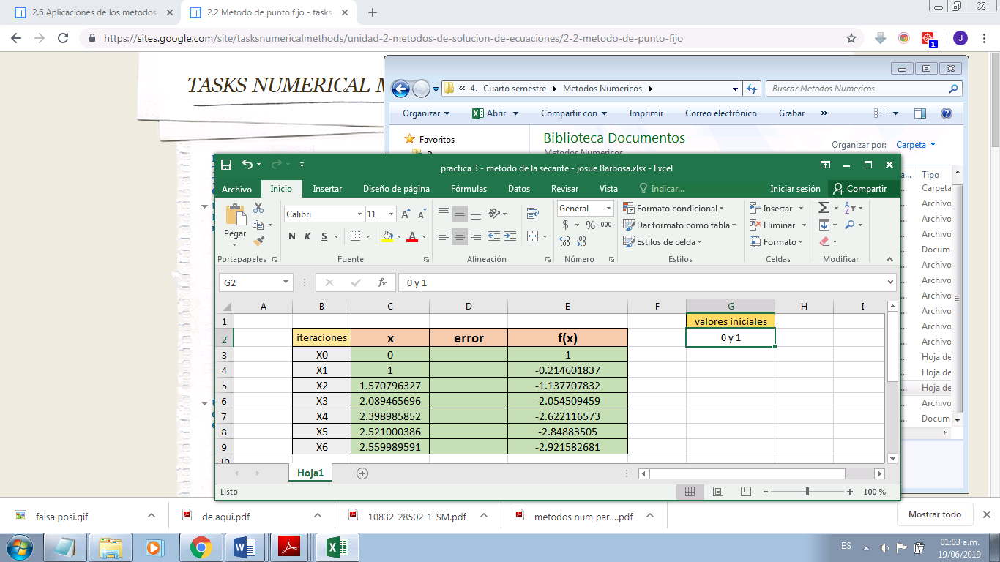 2.6 Aplicaciones de los metodos
2.2 Metodo de punto fijo - tasks
https://sites.google.com/site/tasksnumericalmethods/unidad-2-metodos-de-solucion-de-ecuaciones/2-2-metodo-de-punto-fijo
1
J
TASKS NUMERICAL
4.- Cuarto semestre
Metodos Numericos
Buscar Metodos Numericos
Organizar
Abrir
Compartir con
Imprimir
Correo electrónico
Grabar
»
Favoritos
Biblioteca Documentos
Metodos Numericos
Organizar por: Carpeta
Tipo
Carpeta
Archivo
Archivo
Archivo
Docum
Archivo
Archivo
Archivo
Archivo
Archivo
Archivo
Hoja de
Hoja de
Hoja de
Archivo
Docum
practica 3 - metodo de la secante - josue Barbosa.xlsx - Excel
Archivo Inicio Insertar Diseño de página Fórmulas Datos Revisar Vista Indicar... Iniciar sesión Compartir
Pegar
Calibri
11
N K S
General
% 000
Formato condicional
Dar formato como tabla
Estilos de celda
Insertar
Eliminar
Formato
Portapapeles Fuente Alineación Número Estilos Celdas Modificar
G2
fx
0 y 1
A B C D E F G H I
1 valores iniciales
2 iteraciones x error f(x) 0 y 1
3 X0 0 1
4 X1 1 -0.214601837
5 X2 1.570796327 -1.137707832
6 X3 2.089465696 -2.054509459
7 X4 2.398985852 -2.622116573
8 X5 2.521000386 -2.84883505
9 X6 2.559989591 -2.921582681
10
Hoja1
Listo
100 %
falsa posi.gif
de aqui.pdf
10832-28502-1-SM.pdf
metodos num par....pdf
Mostrar todo
ES
01:03 a.m.
19/06/2019